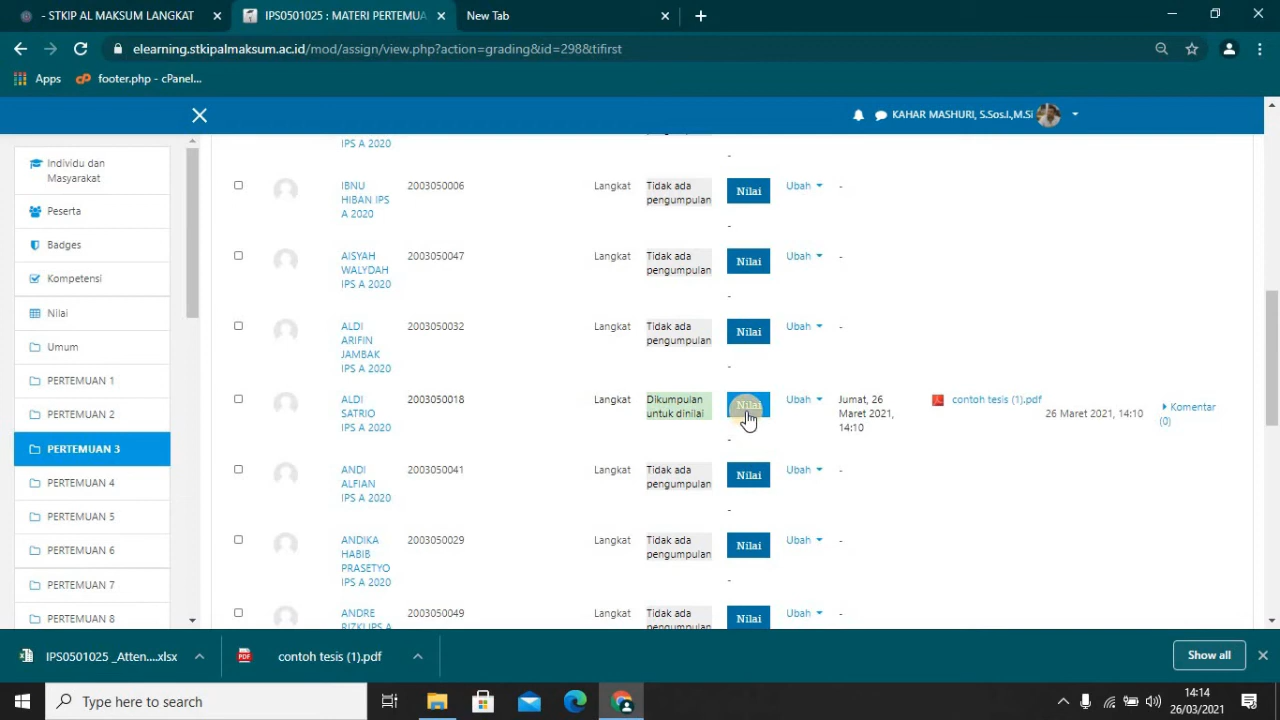 - STKIP AL MAKSUM LANGKAT
IPS0501025 : MATERI PERTEMUA
New Tab
elearning.stkipalmaksum.ac.id/mod/assign/view.php?action=grading&id=298&tifirst
Apps
footer.php - cPanel...
KAHAR MASHURI, S.Sos.I.,M.Si
Individu dan
Masyarakat
Peserta
Badges
Kompetensi
Nilai
Umum
PERTEMUAN 1
PERTEMUAN 2
PERTEMUAN 3
PERTEMUAN 4
PERTEMUAN 5
PERTEMUAN 6
PERTEMUAN 7
PERTEMUAN 8
IPS A 2020
-
IBNU
HIBAN IPS
A 2020
2003050006
Langkat
Tidak ada
pengumpulan
Nilai
Ubah
-
-
AISYAH
WALYDAH
IPS A 2020
2003050047
Langkat
Tidak ada
pengumpulan
Nilai
Ubah
-
-
ALDI
ARIFIN
JAMBAK
IPS A 2020
2003050032
Langkat
Tidak ada
pengumpulan
Nilai
Ubah
-
-
ALDI
SATRIO
IPS A 2020
2003050018
Langkat
Dikumpulan
untuk dinilai
Nilai
Ubah
-
Jumat, 26
Maret 2021,
14:10
contoh tesis (1).pdf
26 Maret 2021, 14:10
Komentar
(0)
ANDI
ALFIAN
IPS A 2020
2003050041
Langkat
Tidak ada
pengumpulan
Nilai
Ubah
-
-
ANDIKA
HABIB
PRASETYO
IPS A 2020
2003050029
Langkat
Tidak ada
pengumpulan
Nilai
Ubah
-
-
ANDRE
RIZKI IPS A
2003050049
Langkat
Tidak ada
pengumpulan
Nilai
Ubah
-
IPS0501025 _Atten....xlsx
contoh tesis (1).pdf
Show all
Type here to search
14:14
26/03/2021